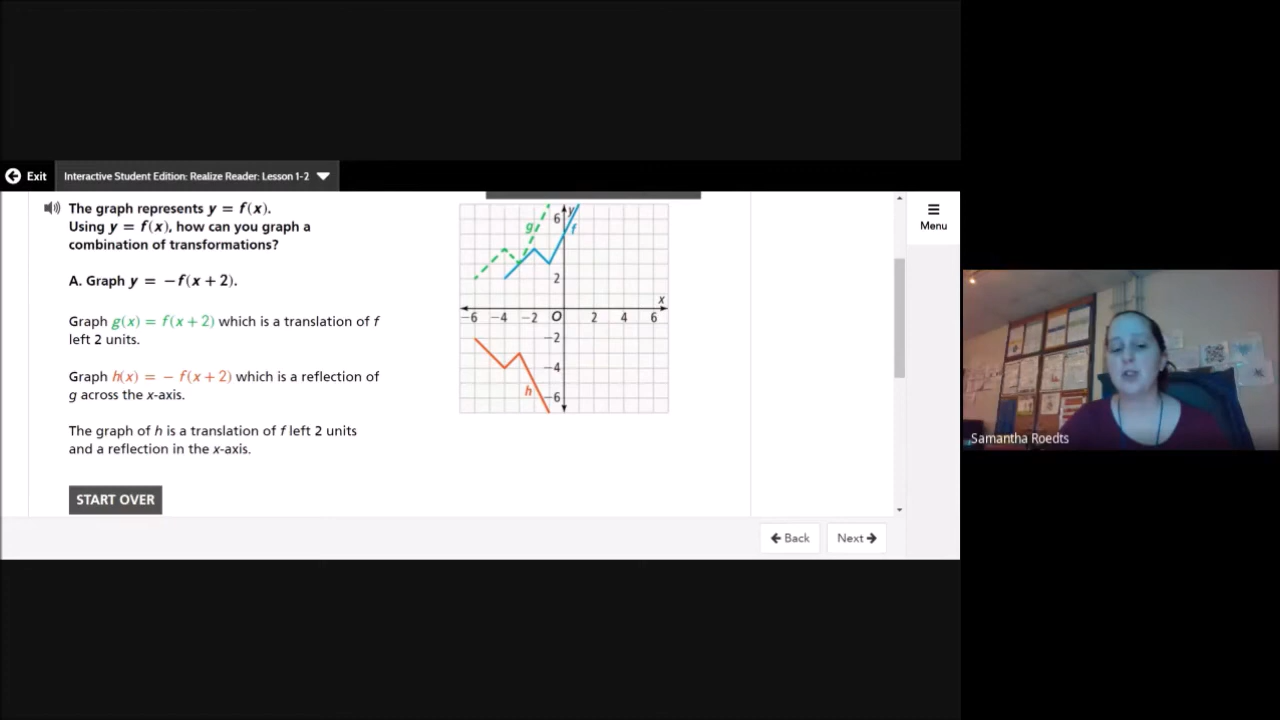 Exit
Interactive Student Edition: Realize Reader: Lesson 1-2
Menu
The graph represents y = f(x).
Using y = f(x), how can you graph a
combination of transformations?
A. Graph y = −f(x + 2).
Graph g(x) = f(x + 2) which is a translation of f
left 2 units.
Graph h(x) = − f(x + 2) which is a reflection of
g across the x-axis.
The graph of h is a translation of f left 2 units
and a reflection in the x-axis.
START OVER
6 y
g f
2
x
−6 −4 −2 O 2 4 6
−2
−4
h −6
Back Next
Samantha Roedts